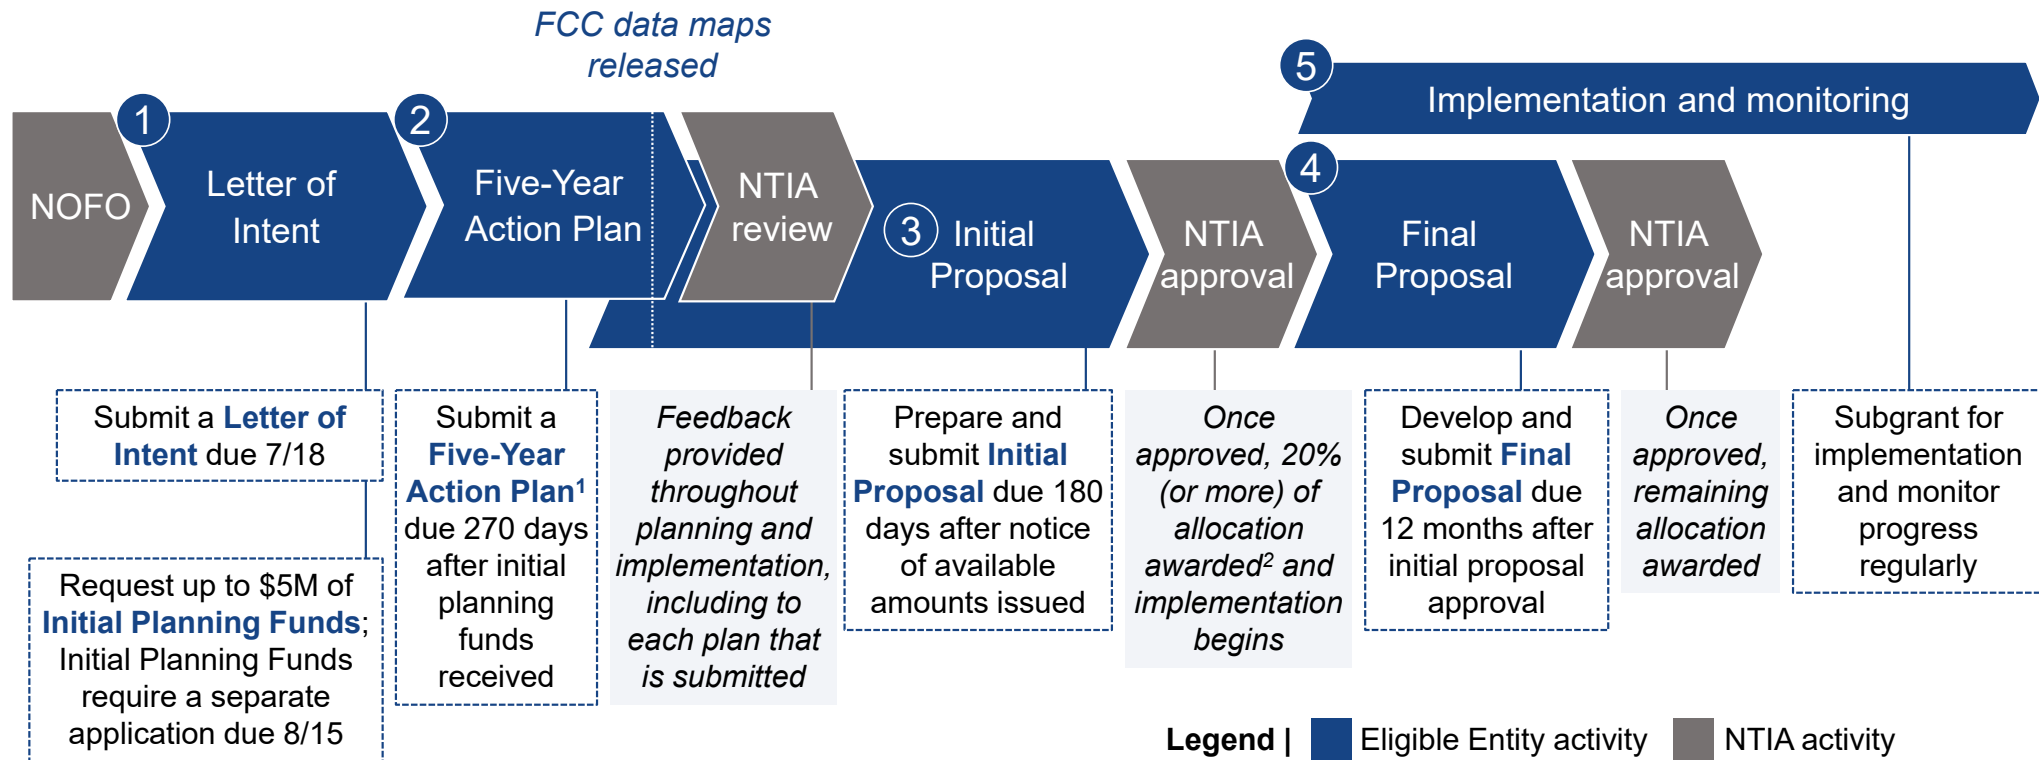 FCC data maps
released
NOFO
1
Letter of
Intent
2
Five-Year
Action Plan
NTIA
review
3
Initial
Proposal
NTIA
approval
4
Final
Proposal
NTIA
approval
5
Implementation and monitoring
Submit a Letter of
Intent due 7/18
Request up to $5M of
Initial Planning Funds;
Initial Planning Funds
require a separate
application due 8/15
Submit a
Five-Year
Action Plan¹
due 270 days
after initial
planning
funds
received
Feedback
provided
throughout
planning and
implementation,
including to
each plan that
is submitted
Prepare and
submit Initial
Proposal due 180
days after notice
of available
amounts issued
Once
approved, 20%
(or more) of
allocation
awarded² and
implementation
begins
Develop and
submit Final
Proposal due
12 months after
initial proposal
approval
Once
approved,
remaining
allocation
awarded
Subgrant for
implementation
and monitor
progress
regularly
Legend | Eligible Entity activity NTIA activity